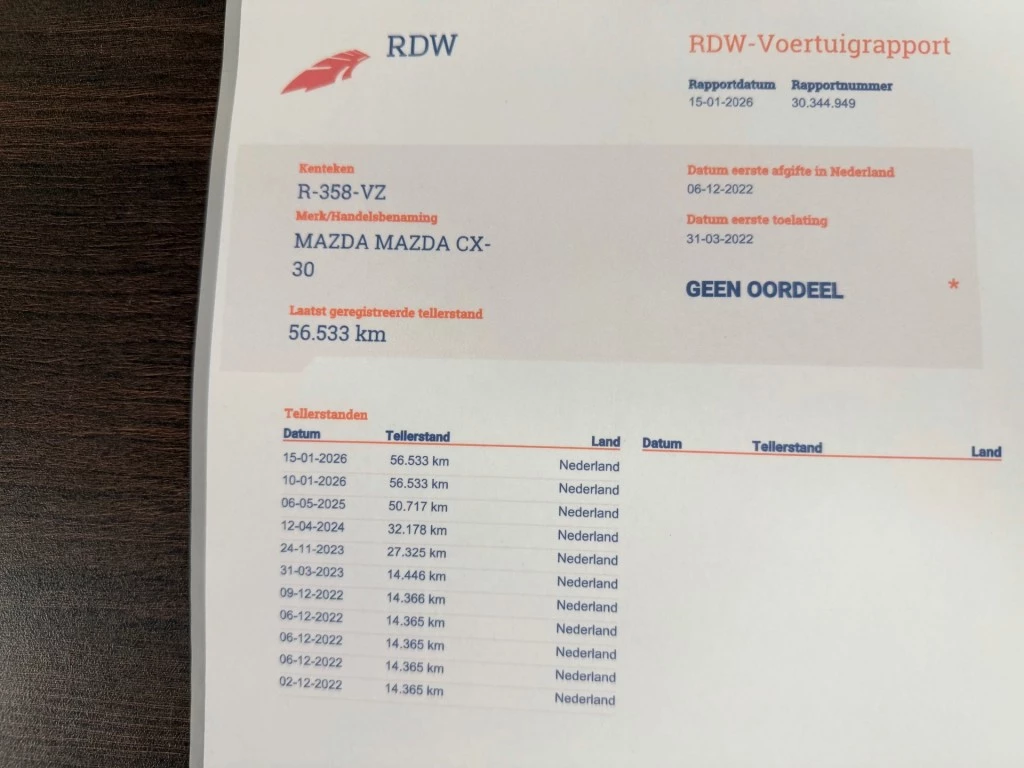 RDW
RDW-Voertuigrapport
Rapportdatum Rapportnummer
15-01-2026 30.344.949
Kenteken
R-358-VZ
Merk/Handelsbenaming
MAZDA MAZDA CX-
30
Laatst geregistreerde tellerstand
56.533 km
Datum eerste afgifte in Nederland
06-12-2022
Datum eerste toelating
31-03-2022
GEEN OORDEEL *
Tellerstanden
Datum Tellerstand Land Datum Tellerstand Land
15-01-2026 56.533 km Nederland
10-01-2026 56.533 km Nederland
06-05-2025 50.717 km Nederland
12-04-2024 32.178 km Nederland
24-11-2023 27.325 km Nederland
31-03-2023 14.446 km Nederland
09-12-2022 14.366 km Nederland
06-12-2022 14.365 km Nederland
06-12-2022 14.365 km Nederland
06-12-2022 14.365 km Nederland
02-12-2022 14.365 km Nederland